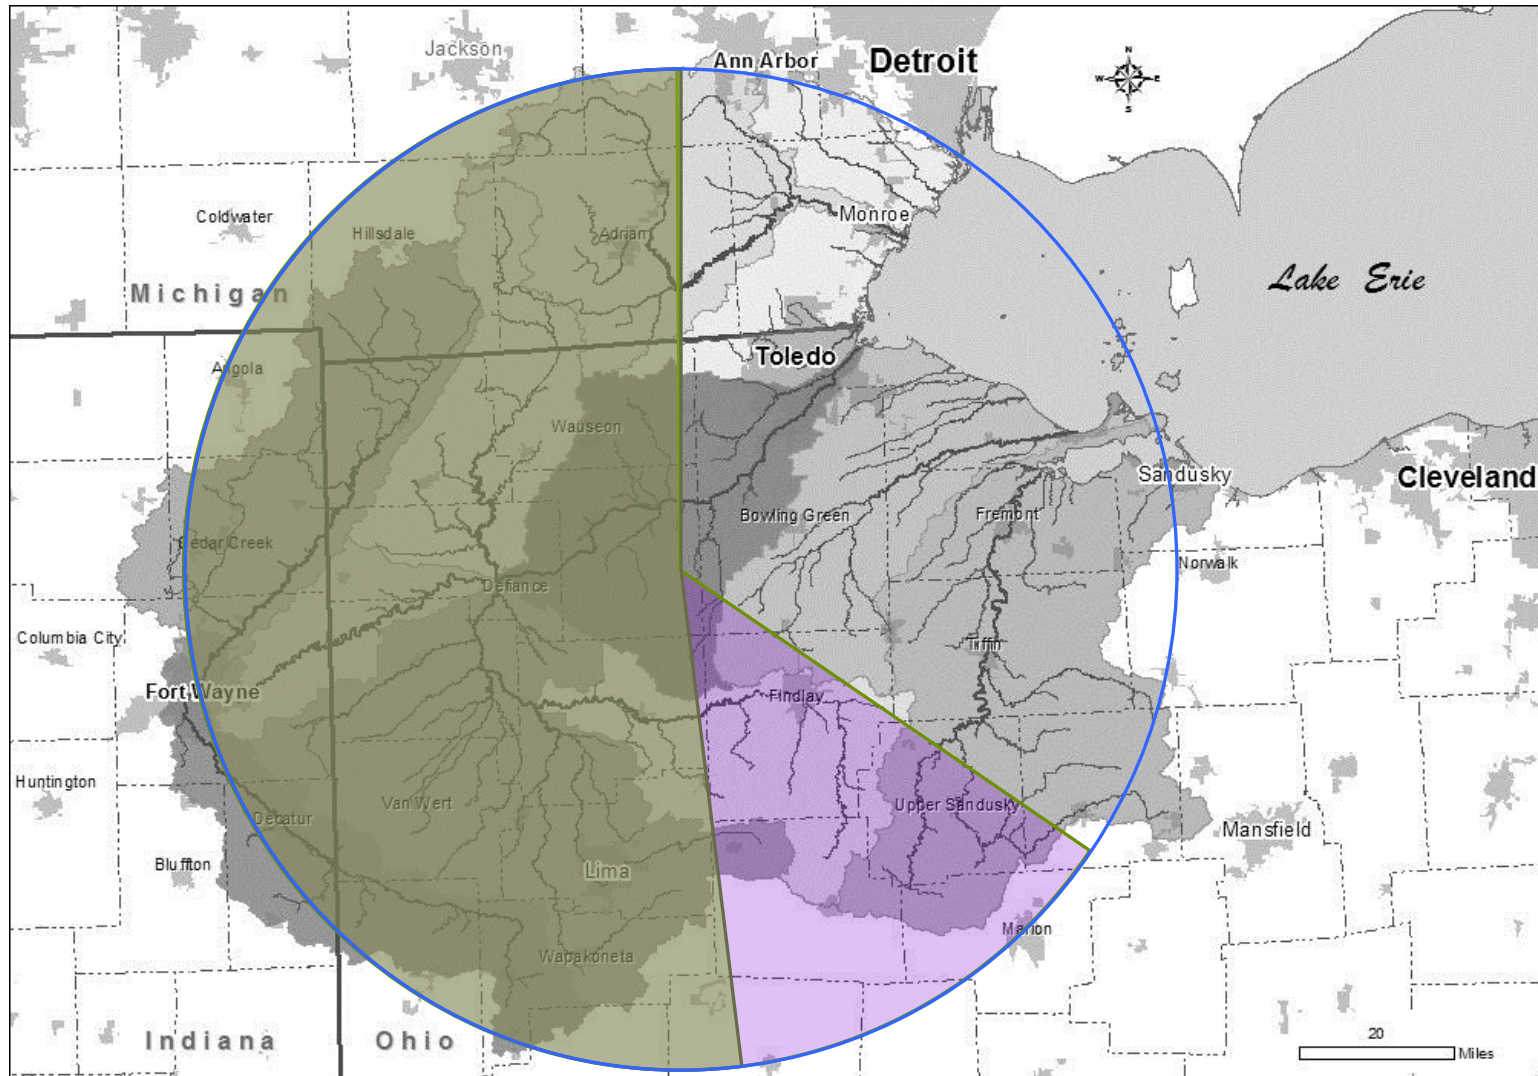 Jackson
Ann Arbor
Detroit
N
W
E
S
Coldwater
Hillsdale
Adrian
Monroe
Michigan
Lake Erie
Toledo
Angola
Wauseon
Sandusky
Cleveland
Bowling Green
Fremont
Cedar Creek
Defiance
Norwalk
Columbia City
Tiffin
Fort Wayne
Findlay
Huntington
Van Wert
Upper Sandusky
Decatur
Mansfield
Bluffton
Lima
Marion
Wapakoneta
Indiana
Ohio
20
Miles